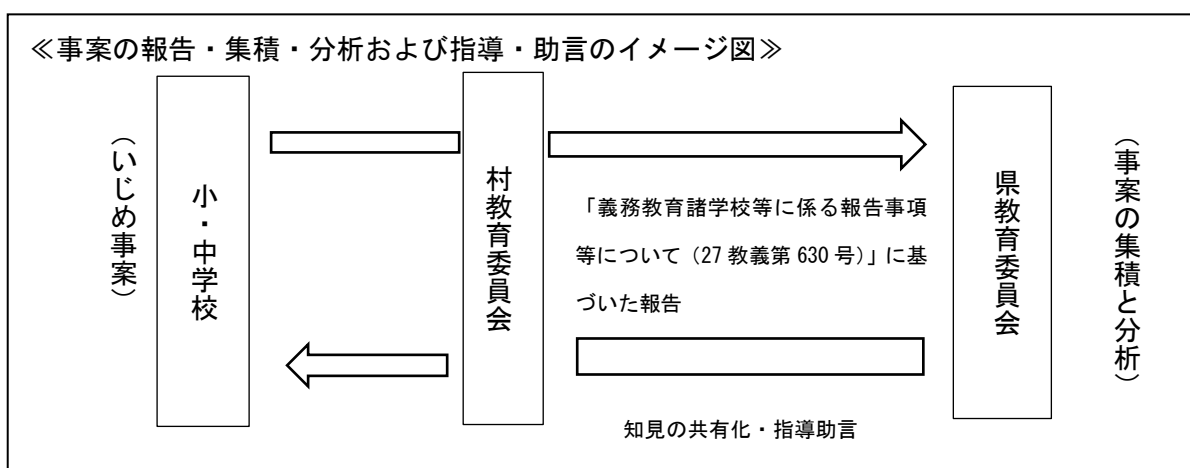 ≪事案の報告・集積・分析および指導・助言のイメージ図≫
（いじめ事案）
小・中学校
村教育委員会
「義務教育諸学校等に係る報告事項
等について（27 教義第 630 号）」に基
づいた報告
知見の共有化・指導助言
県教育委員会
（事案の集積と分析）